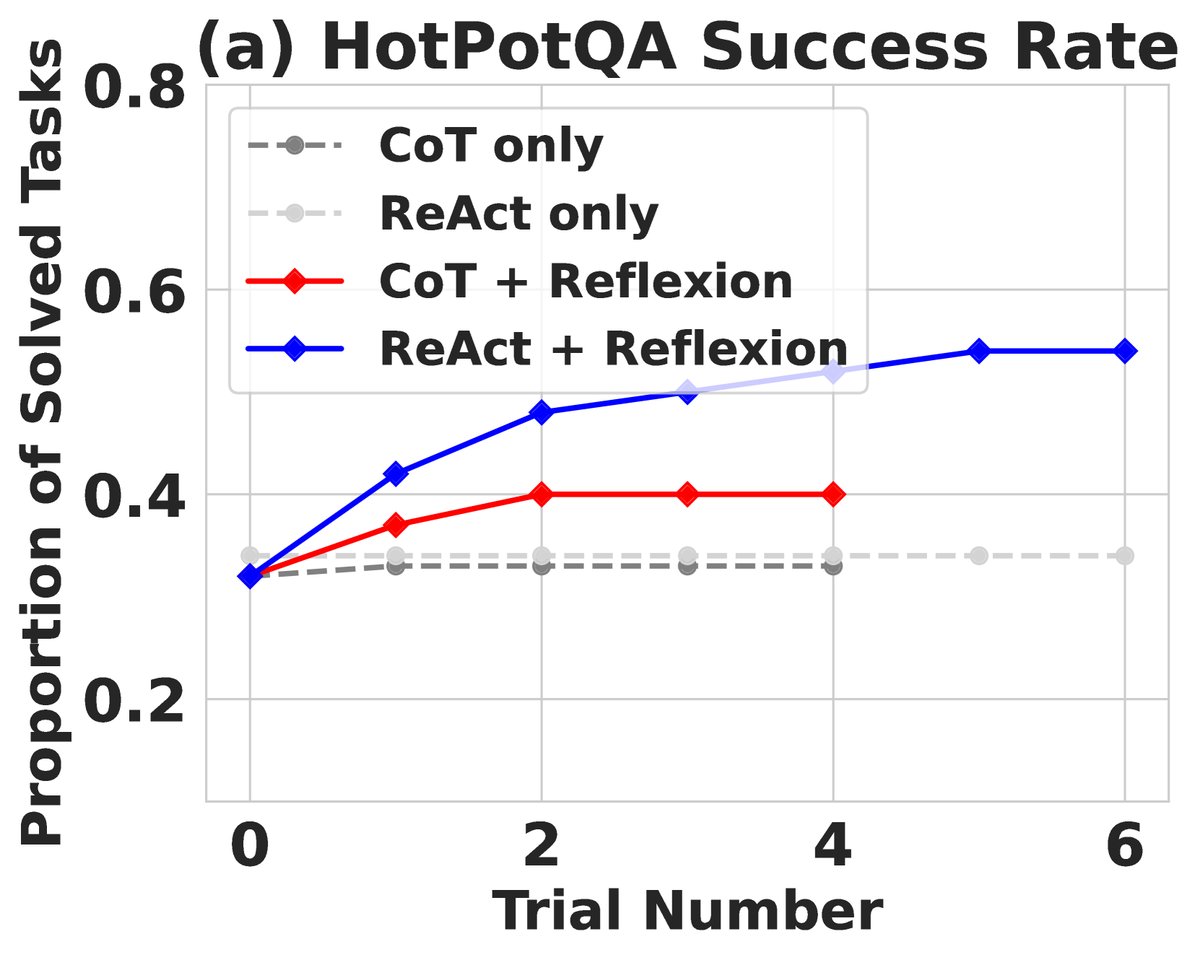 (a) HotPotQA Success Rate
Proportion of Solved Tasks
0.8
0.6
0.4
0.2
CoT only
ReAct only
CoT + Reflexion
ReAct + Reflexion
0 2 4 6
Trial Number